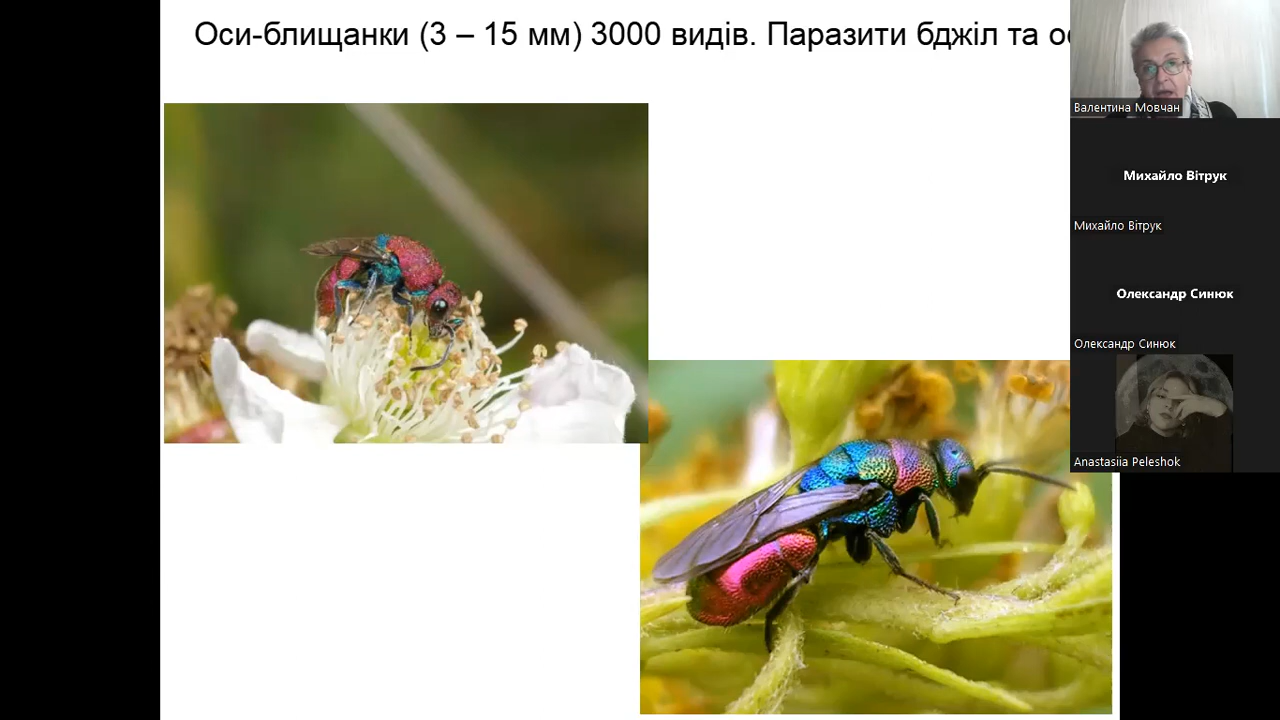 Оси-блищанки (3 – 15 мм) 3000 видів. Паразити бджіл та
Валентина Мовчан
Михайло Вітрук
Михайло Вітрук
Олександр Синюк
Олександр Синюк
Anastasiia Peleshok